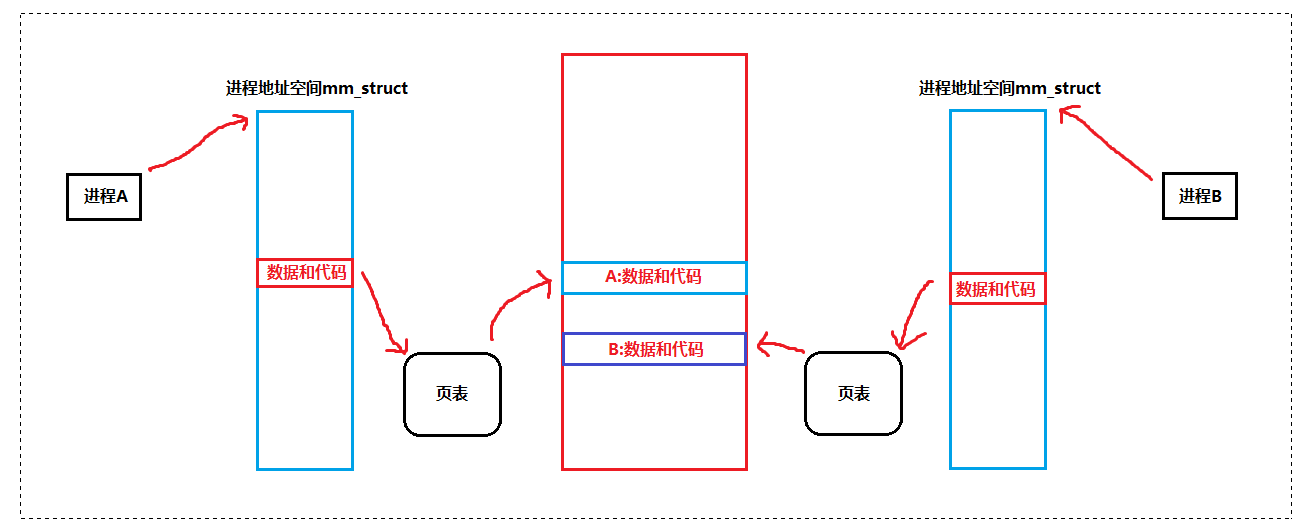 进程地址空间mm_struct
进程地址空间mm_struct
进程A
进程B
数据和代码
A:数据和代码
数据和代码
B:数据和代码
页表
页表